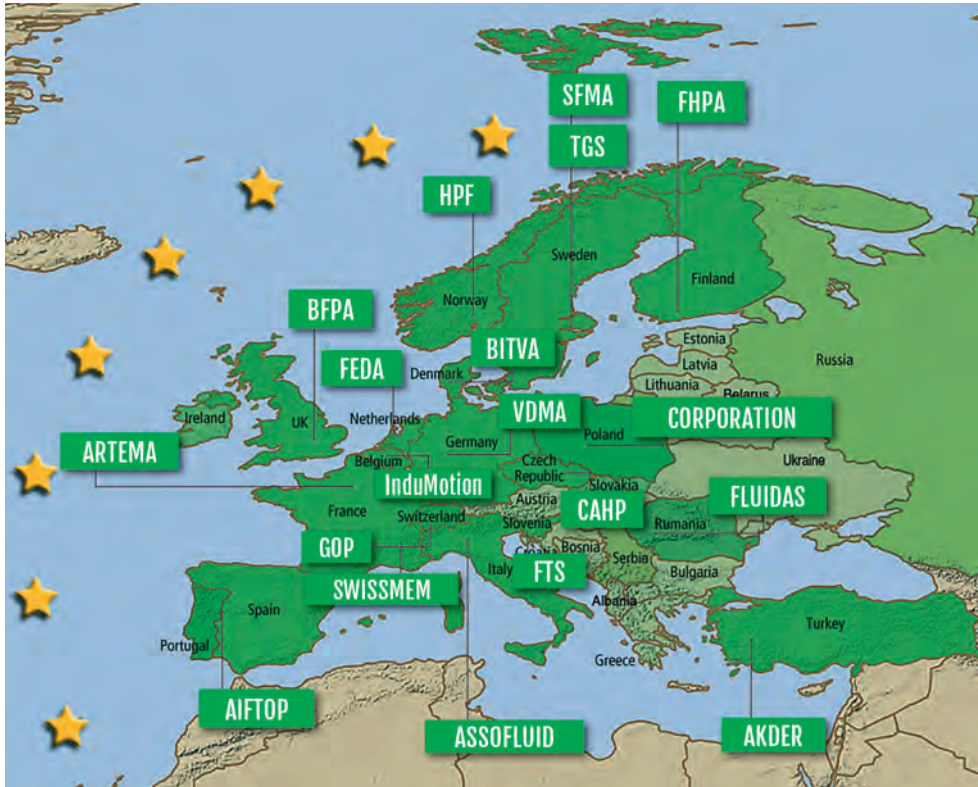 SFMA
FHPA
TGS
HPF
Sweden
Finland
Norway
BFPA
Estonia
BITVA
Russia
Latvia
FEDA
Denmark
Lithuania
Belarus
VDMA
CORPORATION
Ireland
UK
Netherlands
Germany
Poland
ARTEMA
Belgium
Czech
Republic
Ukraine
InduMotion
Slovakia
FLUIDAS
Austria
CAHP
France
Switzerland
Slovenia
Rumania
GOP
Croatia
Bosnia
Serbia
SWISSMEM
Italy
FTS
Bulgaria
Spain
Albania
Turkey
Portugal
Greece
AIFTOP
ASSOFLUID
AKDER